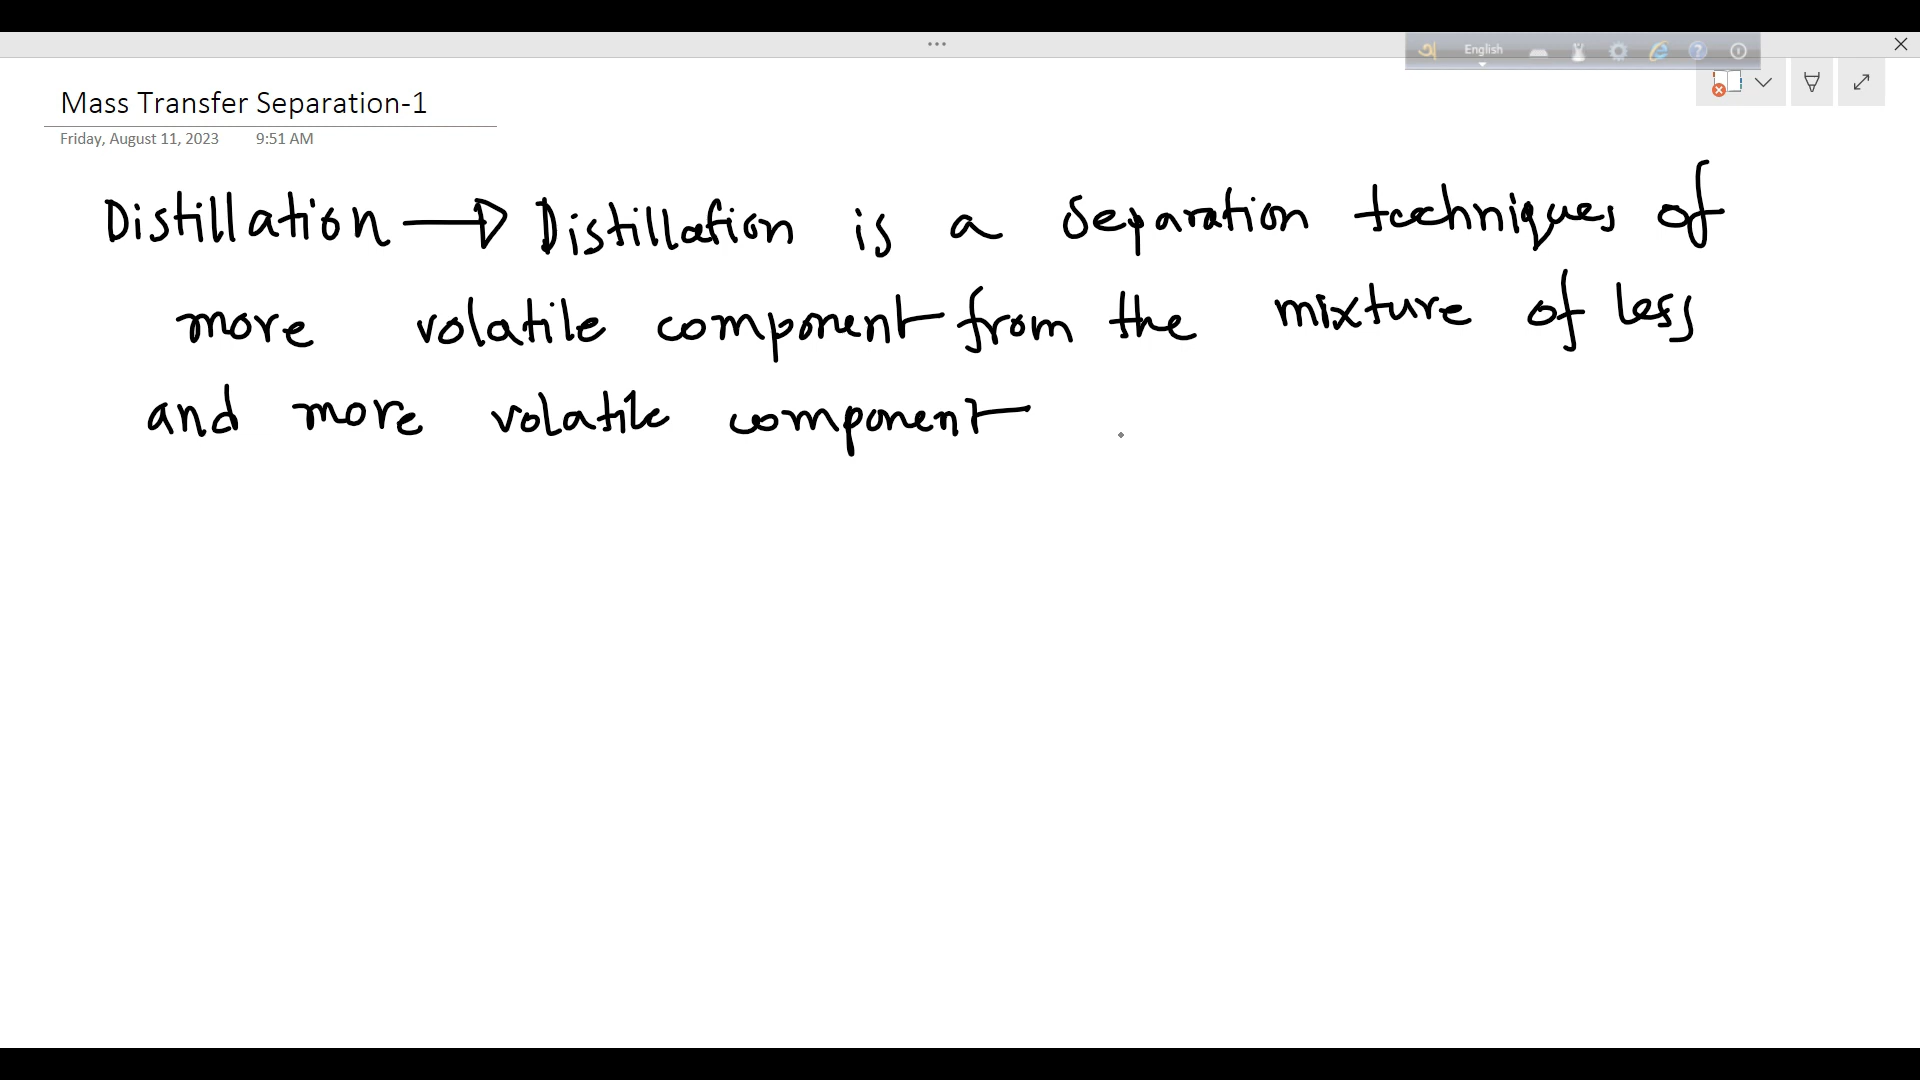 English
Mass Transfer Separation-1
Friday, August 11, 2023 9:51 AM
Distillation → Distillation is a separation techniques of
more volatile component from the mixture of less
and more volatile component